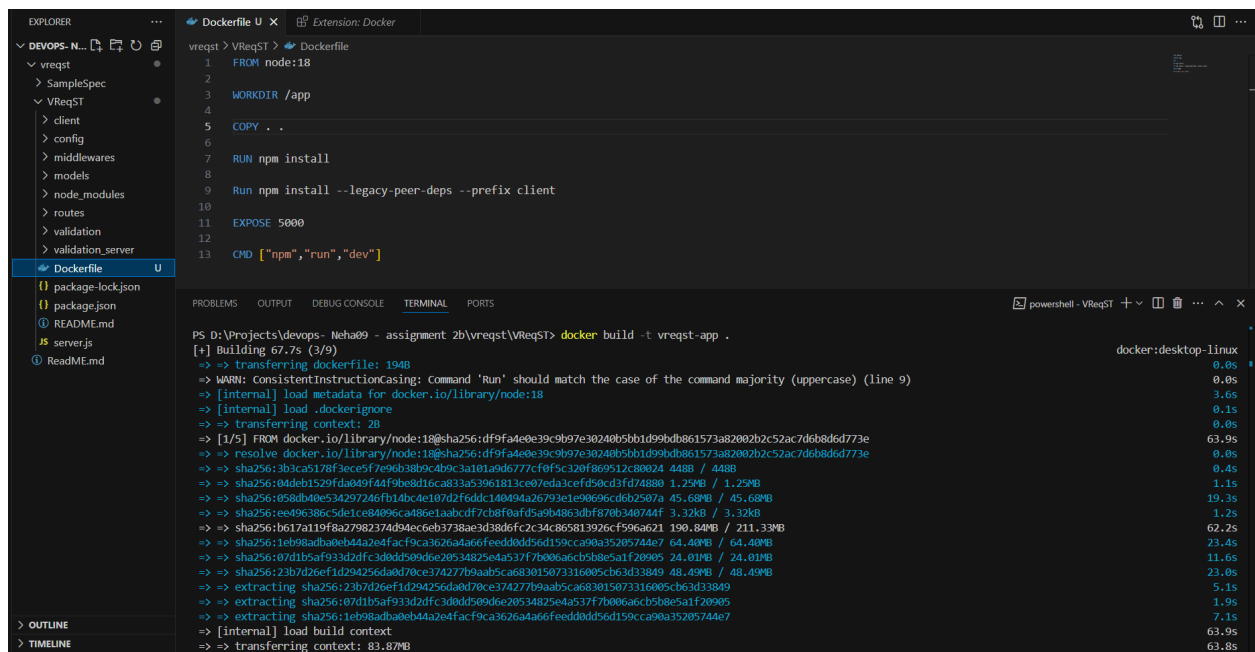 EXPLORER
Dockerfile U
Extension: Docker
DEVOPS- N...
vreqst
SampleSpec
VReqST
client
config
middlewares
models
node_modules
routes
validation
validation_server
Dockerfile U
package-lock.json
package.json
README.md
JS server.js
ReadME.md
OUTLINE
TIMELINE
vreqst > VReqST > Dockerfile
1 FROM node:18
2
3 WORKDIR /app
4
5 COPY . .
6
7 RUN npm install
8
9 Run npm install --legacy-peer-deps --prefix client
10
11 EXPOSE 5000
12
13 CMD ["npm","run","dev"]
PROBLEMS OUTPUT DEBUG CONSOLE TERMINAL PORTS
powershell - VReqST
PS D:\Projects\devops- Neha09 - assignment 2b\vreqst\VReqST> docker build -t vreqst-app .
[+] Building 67.7s (3/9) docker:desktop-linux
=> => transferring dockerfile: 194B 0.0s
=> WARN: ConsistentInstructionCasing: Command 'Run' should match the case of the command majority (uppercase) (line 9) 0.0s
=> [internal] load metadata for docker.io/library/node:18 3.6s
=> [internal] load .dockerignore 0.1s
=> => transferring context: 2B 0.0s
=> [1/5] FROM docker.io/library/node:18@sha256:df9fa4e0e39c9b97e30240b5bb1d99bdb861573a82002b2c52ac7d6b8d6d773e 63.9s
=> => resolve docker.io/library/node:18@sha256:df9fa4e0e39c9b97e30240b5bb1d99bdb861573a82002b2c52ac7d6b8d6d773e 0.0s
=> => sha256:3b3ca5178f3ece5f7e96b38b9c4b9c3a101a9d6777cf0f5c320f869512c80024 448B / 448B 0.4s
=> => sha256:04deb1529fda049f44f9be8d16ca833a53961813ce07eda3cefd50cd3fd74880 1.25MB / 1.25MB 1.1s
=> => sha256:058db40e534297246fb14bc4e107d2f6ddc140494a26793e1e90696cd6b2507a 45.68MB / 45.68MB 19.3s
=> => sha256:ee496386c5de1ce84096ca486e1aabcdf7cb8f0afd5a9b4863dbf870b340744f 3.32kB / 3.32kB 1.2s
=> => sha256:b617a119f8a27982374d94ec6eb3738ae3d38d6fc2c34c865813926cf596a621 190.84MB / 211.33MB 62.2s
=> => sha256:1eb98adba0eb44a2e4facf9ca3626a4a66feedd0dd56d159cca90a35205744e7 64.40MB / 64.40MB 23.4s
=> => sha256:07d1b5af933d2dfc3d0dd509d6e20534825e4a537f7b006a6cb5b8e5a1f20905 24.01MB / 24.01MB 11.6s
=> => sha256:23b7d26ef1d294256da0d70ce374277b9aab5ca683015073316005cb63d33849 48.49MB / 48.49MB 23.0s
=> => extracting sha256:23b7d26ef1d294256da0d70ce374277b9aab5ca683015073316005cb63d33849 5.1s
=> => extracting sha256:07d1b5af933d2dfc3d0dd509d6e20534825e4a537f7b006a6cb5b8e5a1f20905 1.9s
=> => extracting sha256:1eb98adba0eb44a2e4facf9ca3626a4a66feedd0dd56d159cca90a35205744e7 7.1s
=> [internal] load build context 63.9s
=> => transferring context: 83.87MB 63.8s